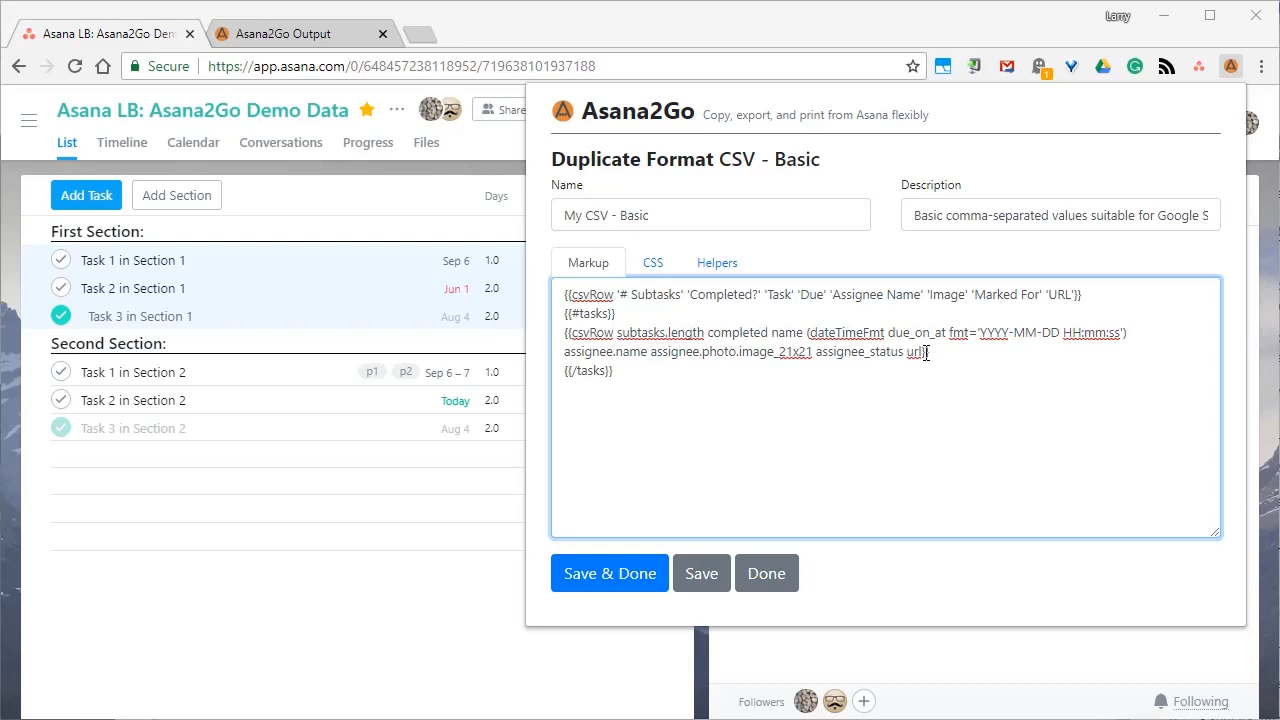 Larry
Asana LB: Asana2Go Dem
Asana2Go Output
Secure
https://app.asana.com/0/648457238118952/719638101937188
1
Asana LB: Asana2Go Demo Data
Share
List
Timeline
Calendar
Conversations
Progress
Files
Add Task
Add Section
Days
First Section:
Task 1 in Section 1
Sep 6
1.0
Task 2 in Section 1
Jun 1
2.0
Task 3 in Section 1
Aug 4
2.0
Second Section:
Task 1 in Section 2
p1
p2
Sep 6 – 7
1.0
Task 2 in Section 2
Today
2.0
Task 3 in Section 2
Aug 4
2.0
Asana2Go
Copy, export, and print from Asana flexibly
Duplicate Format CSV - Basic
Name
Description
My CSV - Basic
Basic comma-separated values suitable for Google S
Markup
CSS
Helpers
{{csvRow '# Subtasks' 'Completed?' 'Task' 'Due' 'Assignee Name' 'Image' 'Marked For' 'URL'}}
{{#tasks}}
{{csvRow subtasks.length completed name (dateTimeFmt due_on_at fmt='YYYY-MM-DD HH:mm:ss')
assignee.name assignee.photo.image_21x21 assignee_status url}}
{{/tasks}}
Save & Done
Save
Done
Followers
Following